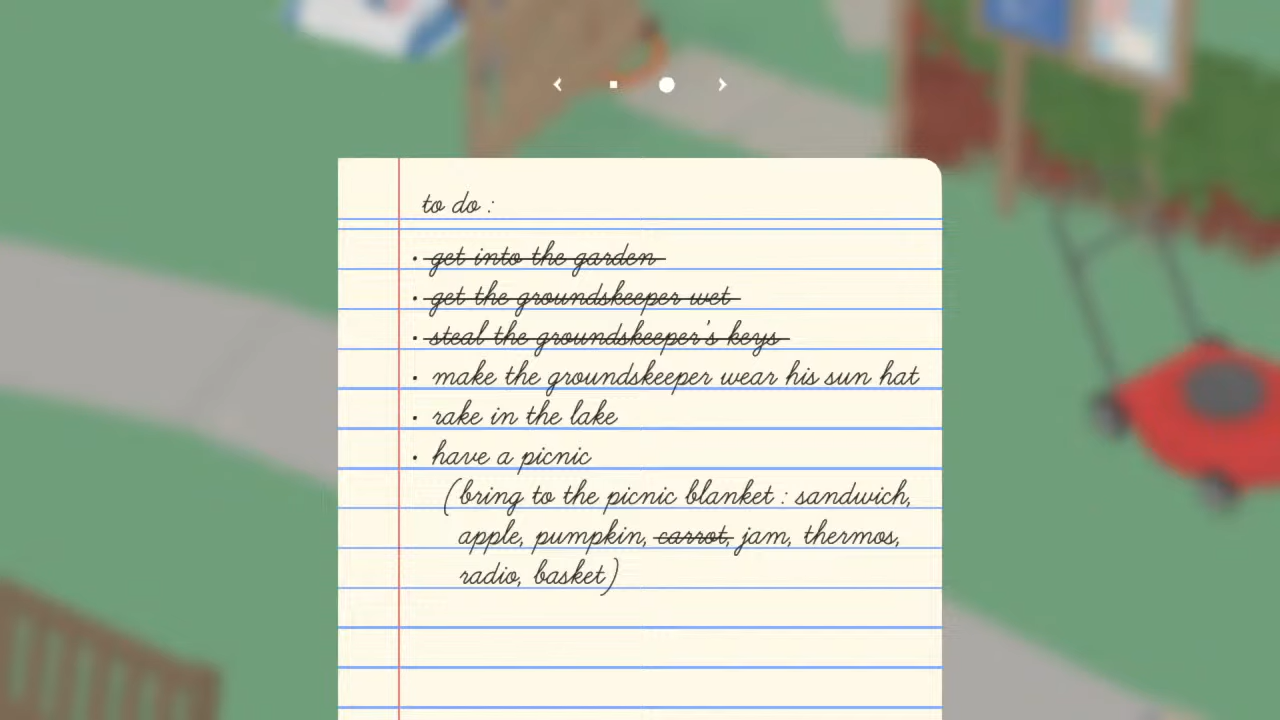 to do :
• get into the garden
• get the groundskeeper wet
• steal the groundskeeper's keys
• make the groundskeeper wear his sun hat
• rake in the lake
• have a picnic
(bring to the picnic blanket : sandwich,
apple, pumpkin, carrot, jam, thermos,
radio, basket)